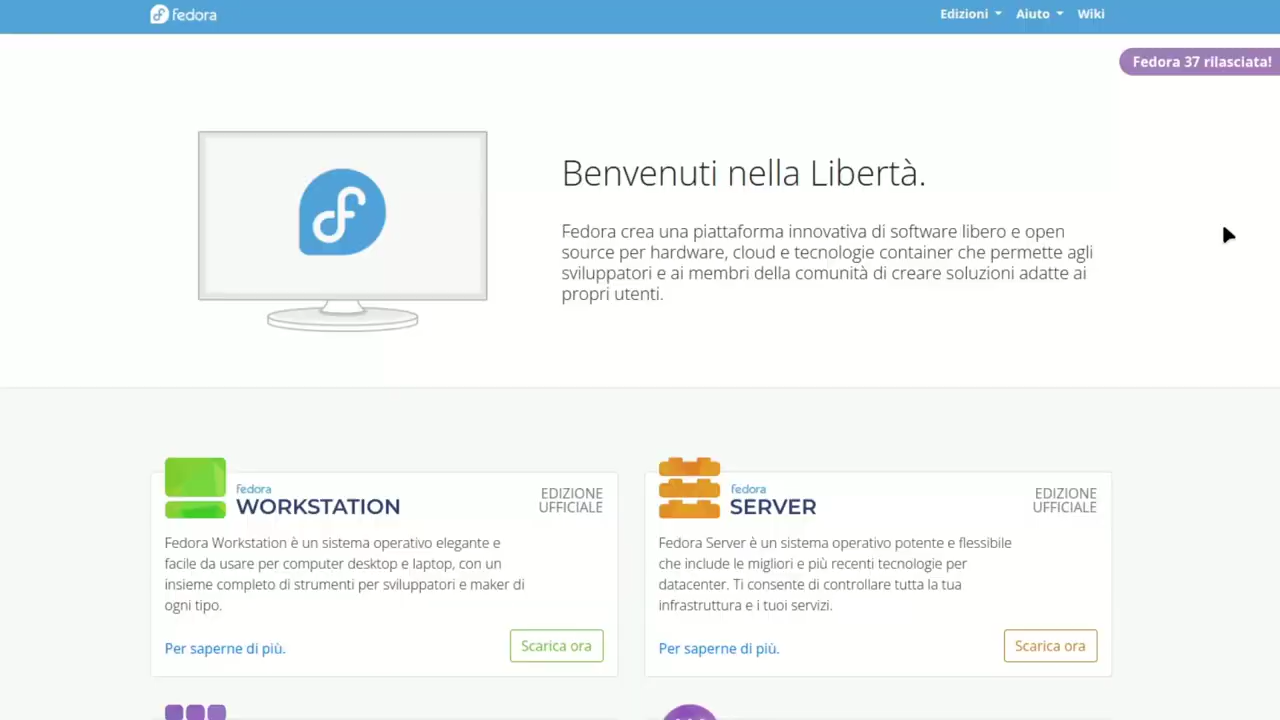 fedora
Edizioni
Aiuto
Wiki
Fedora 37 rilasciata!
Benvenuti nella Libertà.
Fedora crea una piattaforma innovativa di software libero e open
source per hardware, cloud e tecnologie container che permette agli
sviluppatori e ai membri della comunità di creare soluzioni adatte ai
propri utenti.
fedora
WORKSTATION
EDIZIONE
UFFICIALE
Fedora Workstation è un sistema operativo elegante e
facile da usare per computer desktop e laptop, con un
insieme completo di strumenti per sviluppatori e maker di
ogni tipo.
Per saperne di più.
Scarica ora
fedora
SERVER
EDIZIONE
UFFICIALE
Fedora Server è un sistema operativo potente e flessibile
che include le migliori e più recenti tecnologie per
datacenter. Ti consente di controllare tutta la tua
infrastruttura e i tuoi servizi.
Per saperne di più.
Scarica ora